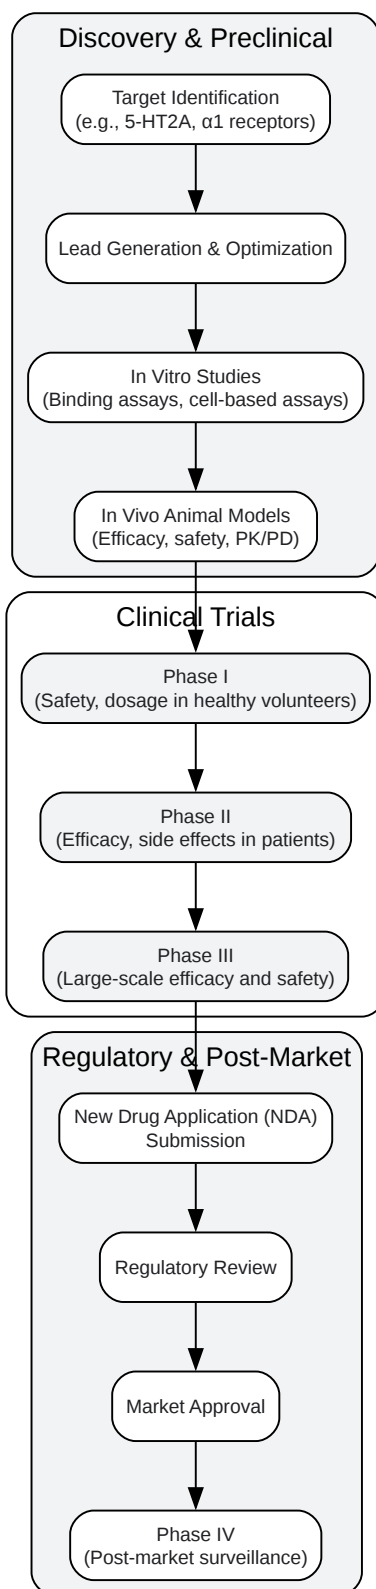 Discovery & Preclinical
Target Identification
(e.g., 5-HT2A, α1 receptors)
Lead Generation & Optimization
In Vitro Studies
(Binding assays, cell-based assays)
In Vivo Animal Models
(Efficacy, safety, PK/PD)
Clinical Trials
Phase I
(Safety, dosage in healthy volunteers)
Phase II
(Efficacy, side effects in patients)
Phase III
(Large-scale efficacy and safety)
Regulatory & Post-Market
New Drug Application (NDA)
Submission
Regulatory Review
Market Approval
Phase IV
(Post-market surveillance)